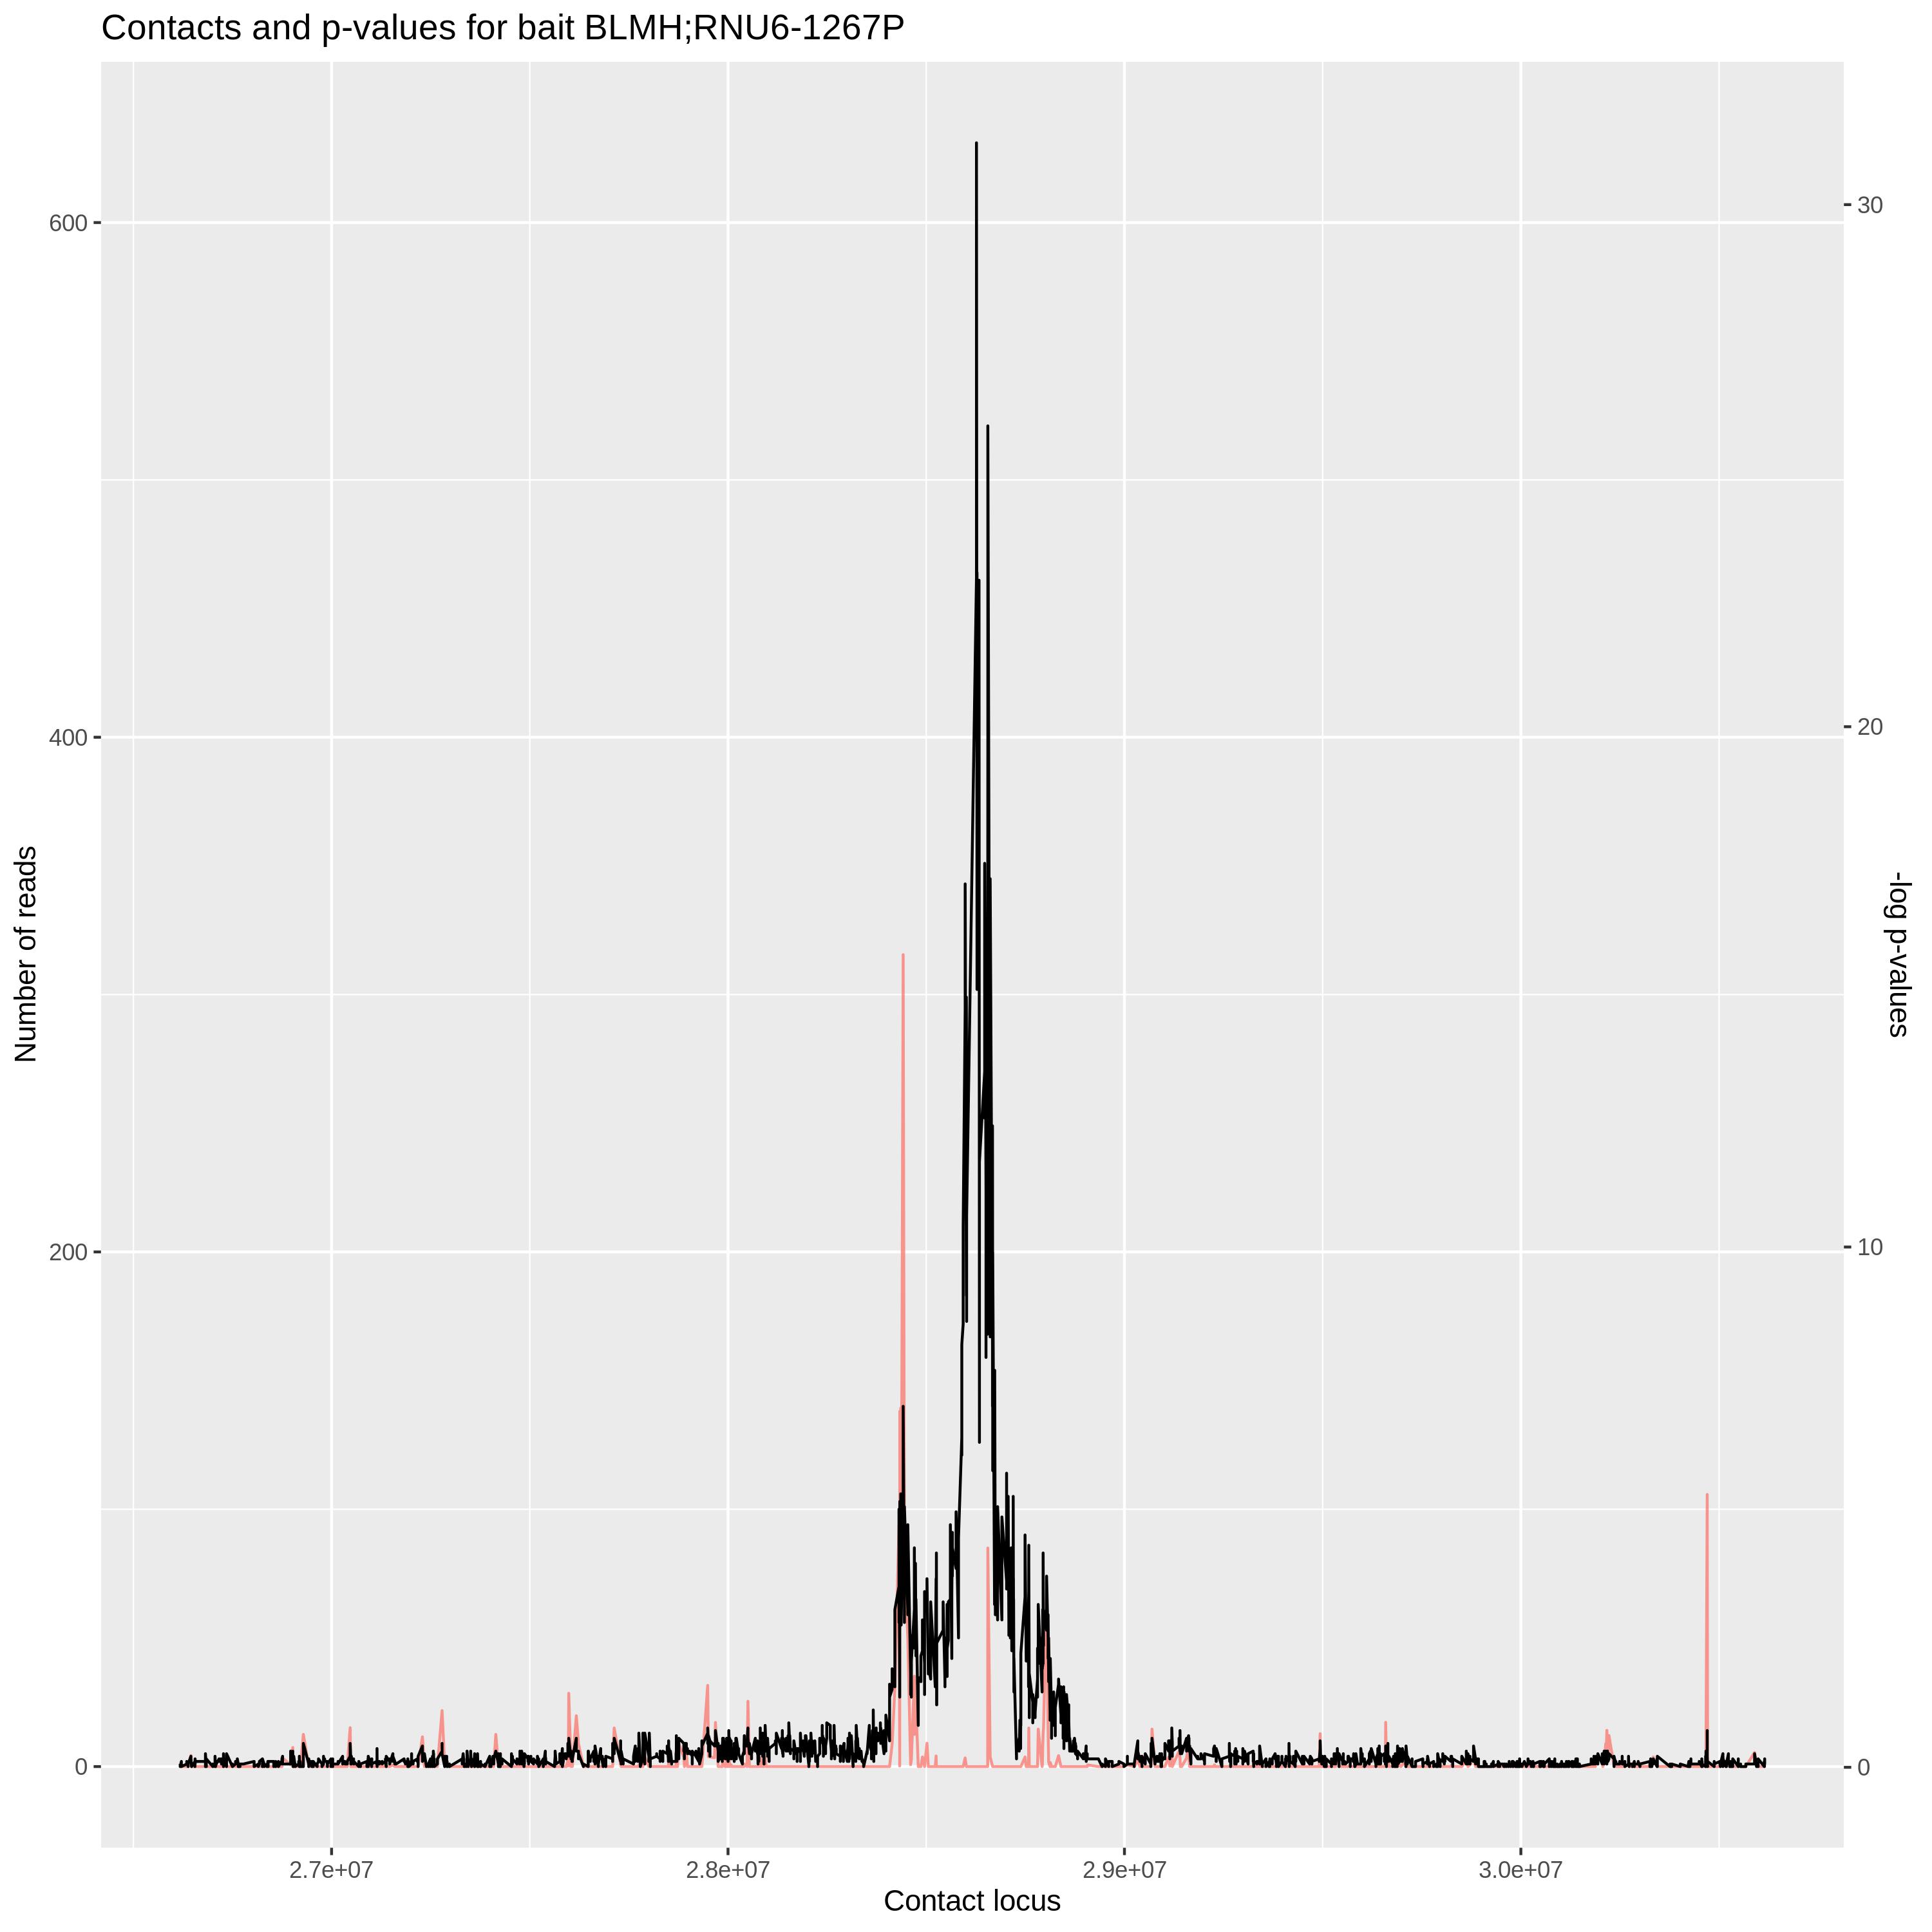 Contacts and p-values for bait BLMH;RNU6-1267P
600
400
200
0
Number of reads
30
20
10
0
-log p-values
2.7e+07
2.8e+07
2.9e+07
3.0e+07
Contact locus